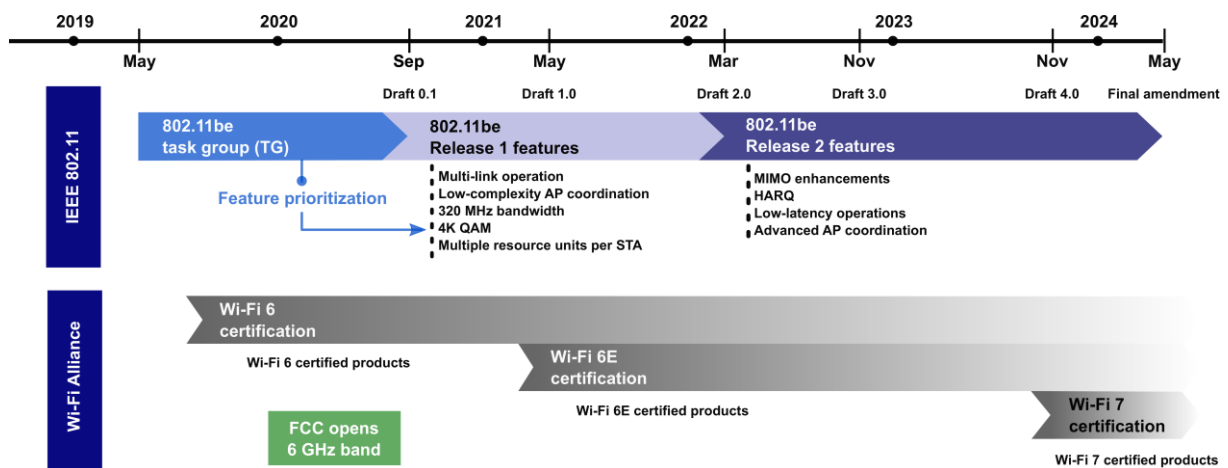 2019 2020 2021 2022 2023 2024
May Sep May Mar Nov Nov May
Draft 0.1 Draft 1.0 Draft 2.0 Draft 3.0 Draft 4.0 Final amendment
IEEE 802.11
802.11be
task group (TG)
802.11be
Release 1 features
802.11be
Release 2 features
Feature prioritization
Multi-link operation
Low-complexity AP coordination
320 MHz bandwidth
4K QAM
Multiple resource units per STA
MIMO enhancements
HARQ
Low-latency operations
Advanced AP coordination
Wi-Fi Alliance
Wi-Fi 6
certification
Wi-Fi 6 certified products
Wi-Fi 6E
certification
Wi-Fi 6E certified products
FCC opens
6 GHz band
Wi-Fi 7
certification
Wi-Fi 7 certified products